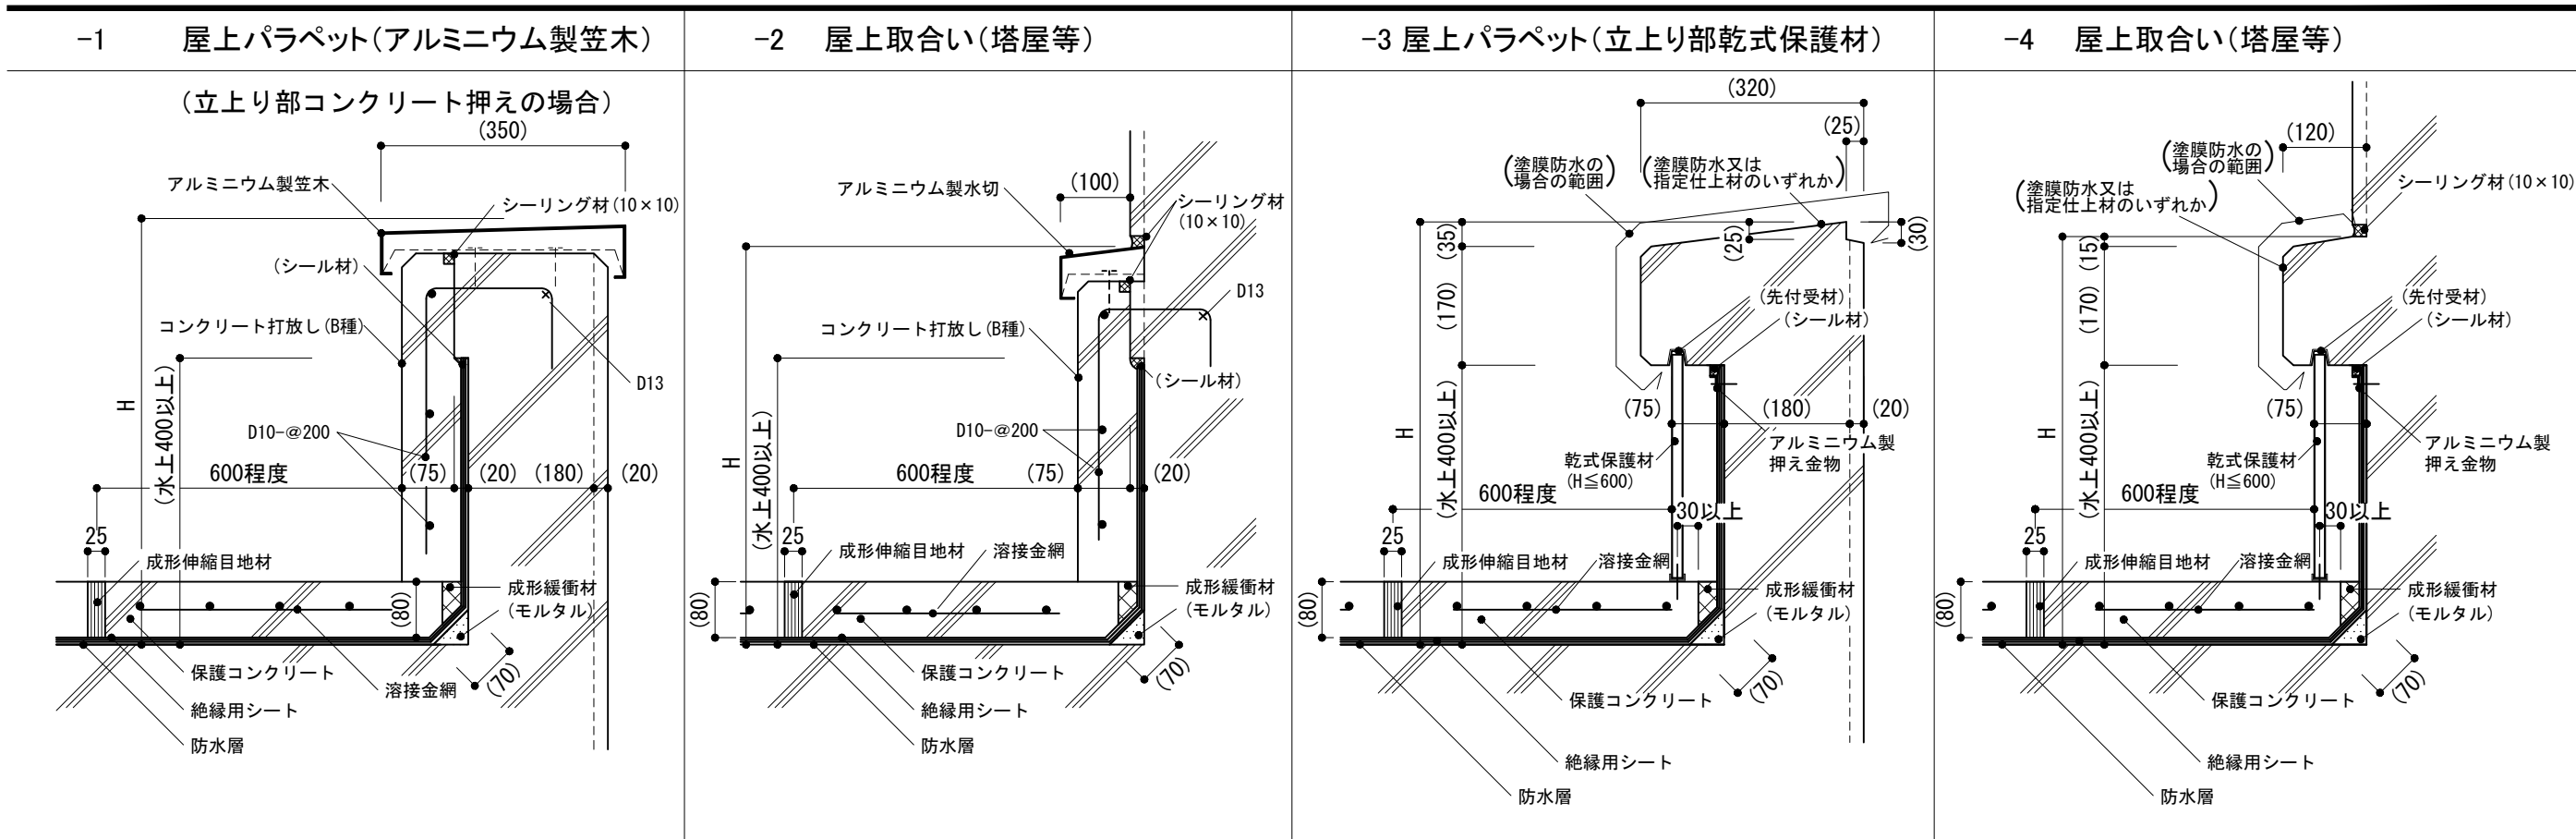 -1 屋上パラペット(アルミニウム製笠木)
(立上り部コンクリート押えの場合)
(350)
アルミニウム製笠木
シーリング材(10×10)
(シール材)
コンクリート打放し(B種)
D13
H
(水上400以上)
D10-@200
600程度
(75)
(20)
(180)
(20)
25
成形伸縮目地材
成形緩衝材
(モルタル)
(80)
(70)
保護コンクリート
溶接金網
絶縁用シート
防水層
-2 屋上取合い(塔屋等)
アルミニウム製水切
(100)
シーリング材
(10×10)
D13
コンクリート打放し(B種)
(シール材)
H
(水上400以上)
D10-@200
600程度
(75)
(20)
25
成形伸縮目地材
溶接金網
成形緩衝材
(モルタル)
(80)
(70)
保護コンクリート
絶縁用シート
防水層
-3 屋上パラペット(立上り部乾式保護材)
(320)
(25)
(塗膜防水の
場合の範囲)
(塗膜防水又は
指定仕上材のいずれか)
(35)
(25)
(30)
(170)
(先付受材)
(シール材)
H
(水上400以上)
(75)
(180)
(20)
アルミニウム製
押え金物
乾式保護材
(H≦600)
600程度
30以上
25
成形伸縮目地材
溶接金網
成形緩衝材
(モルタル)
(80)
(70)
保護コンクリート
絶縁用シート
防水層
-4 屋上取合い(塔屋等)
(120)
(塗膜防水の
場合の範囲)
(塗膜防水又は
指定仕上材のいずれか)
シーリング材(10×10)
(15)
(170)
(先付受材)
(シール材)
H
(水上400以上)
(75)
アルミニウム製
押え金物
乾式保護材
(H≦600)
600程度
30以上
25
成形伸縮目地材
溶接金網
成形緩衝材
(モルタル)
(80)
(70)
保護コンクリート
絶縁用シート
防水層